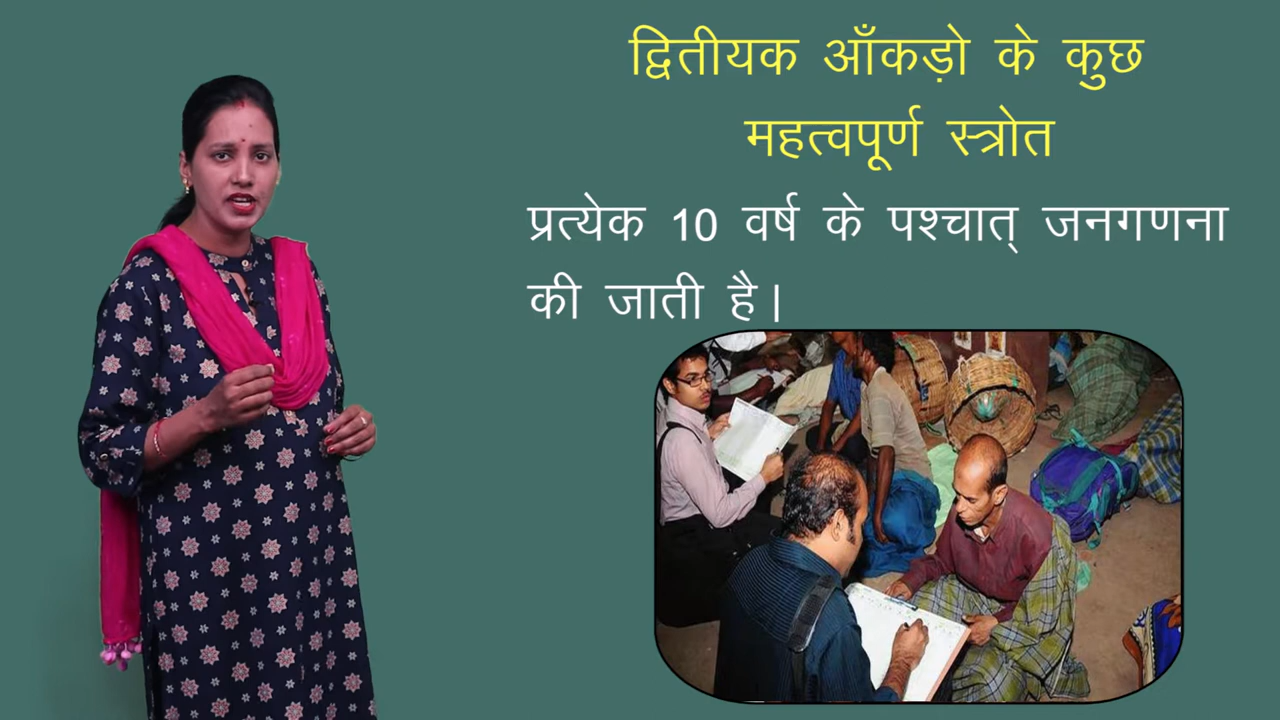 द्वितीयक आँकड़ो के कुछ
महत्वपूर्ण स्त्रोत
प्रत्येक 10 वर्ष के पश्चात् जनगणना
की जाती है।